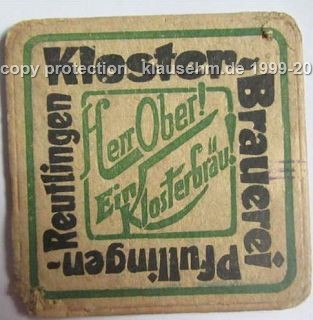 copy protection - klausehm.de 1999-20
Kloster-Brauerei
Pfullingen
-Reutlingen
Herr Ober!
Ein
Klosterbräu!